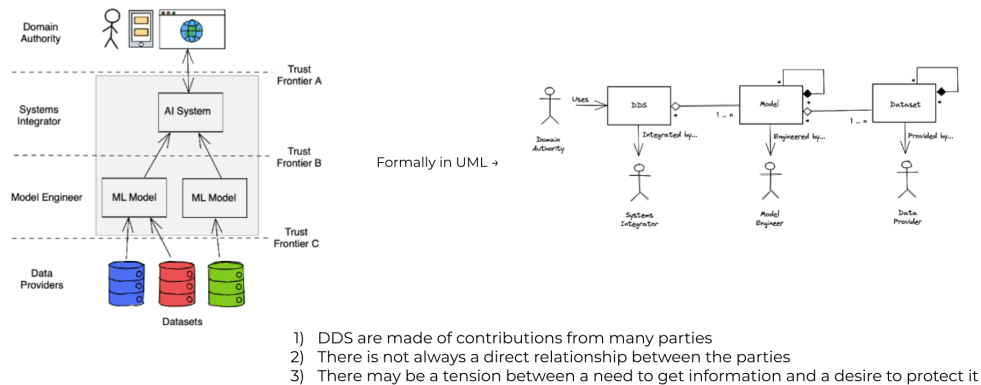 Domain
Authority
Trust
Frontier A
Systems
Integrator
AI System
Trust
Frontier B
Model Engineer
ML Model
ML Model
Trust
Frontier C
Data
Providers
Datasets
Formally in UML →
Uses
Domain
Authority
DDS
*
1 .. n
Integrated by...
Systems
Integrator
Model
*
*
*
1 .. n
Engineered by...
Model
Engineer
Dataset
*
*
Provided by...
Data
Provider
1) DDS are made of contributions from many parties
2) There is not always a direct relationship between the parties
3) There may be a tension between a need to get information and a desire to protect it